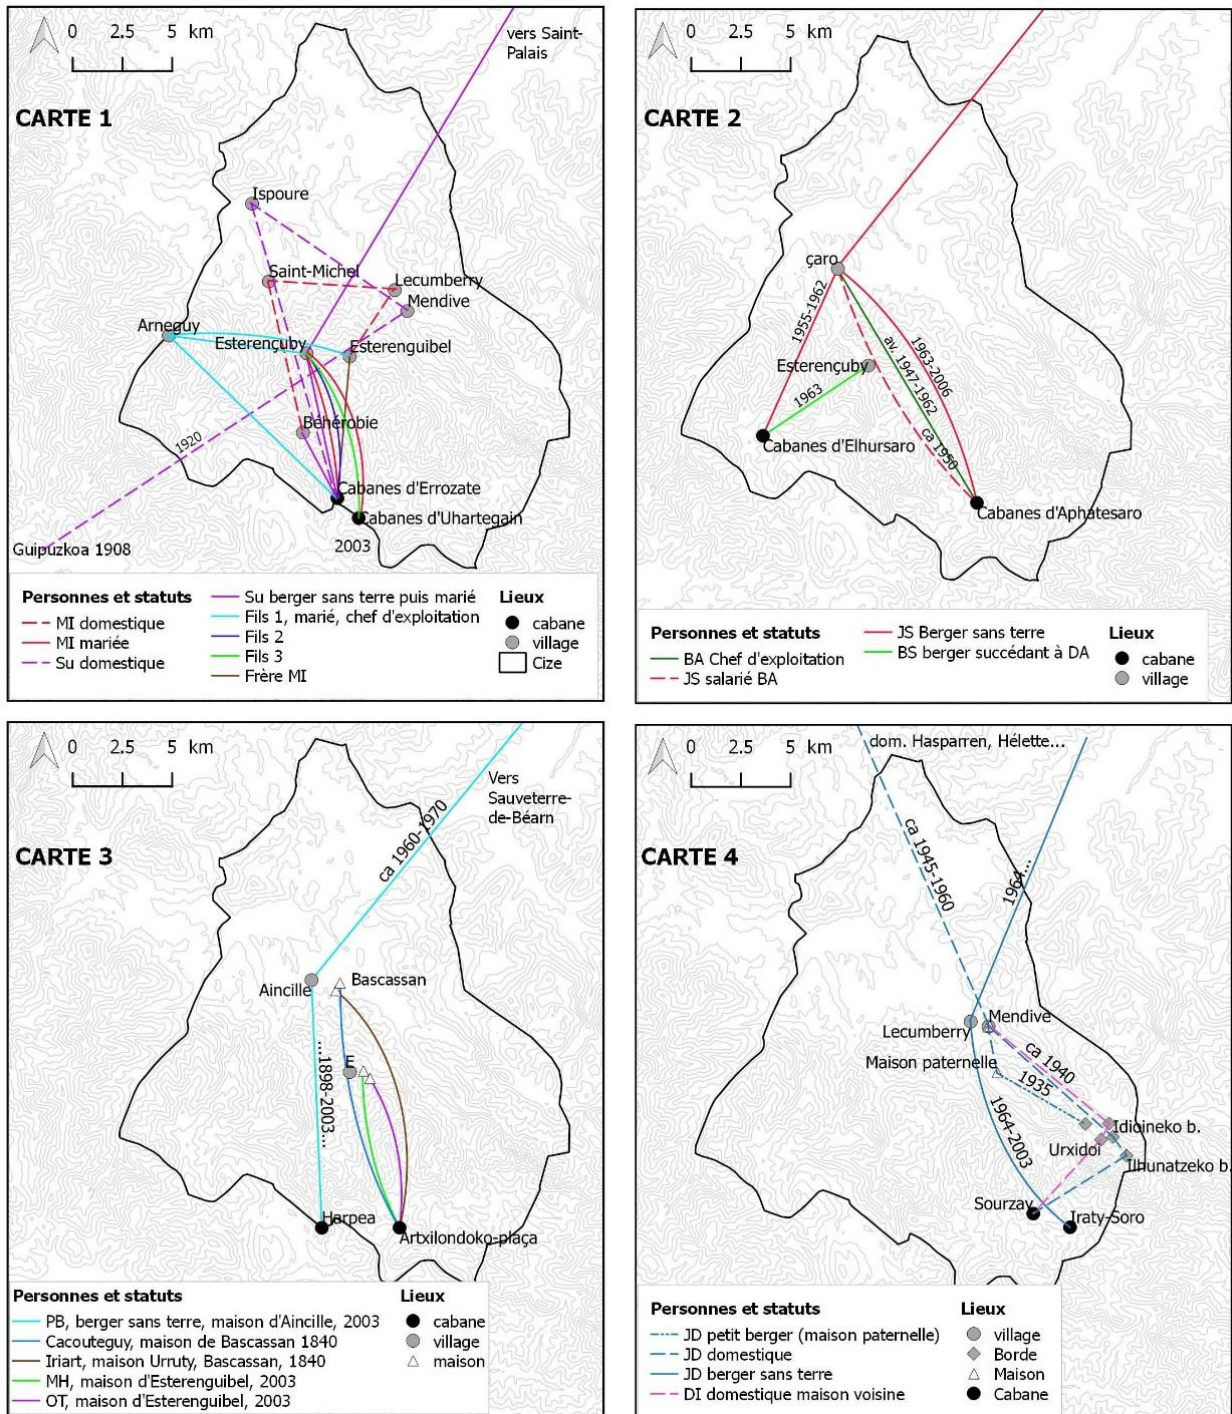 0 2.5 5 km
vers Saint-
Palais
CARTE 1
Ispoure
Saint-Michel
Lecumberry
Mendive
Arneguy
Esterençuby
Esterenguibel
1920
Béhérobie
Cabanes d'Errozate
Cabanes d'Uhartegain
Guipuzkoa 1908
2003
Personnes et statuts
MI domestique
MI mariée
Su domestique
Su berger sans terre puis marié
Fils 1, marié, chef d'exploitation
Fils 2
Fils 3
Frère MI
Lieux
cabane
village
Cize
0 2.5 5 km
CARTE 2
çaro
1955-1962
av. 1947-1962
1963-2006
Esterençuby
1963
ca 1950
Cabanes d'Elhursaro
Cabanes d'Aphatesaro
Personnes et statuts
BA Chef d'exploitation
JS salarié BA
JS Berger sans terre
BS berger succédant à DA
Lieux
cabane
village
0 2.5 5 km
Vers
Sauveterre-
de-Béarn
ca 1960-1970
CARTE 3
Bascassan
Aincille
E
...1898-2003...
Harpea
Artxilondoko-plaça
Personnes et statuts
PB, berger sans terre, maison d'Aincille, 2003
Cacouteguy, maison de Bascassan 1840
Iriart, maison Urruty, Bascassan, 1840
MH, maison d'Esterenguibel, 2003
OT, maison d'Esterenguibel, 2003
Lieux
cabane
village
maison
0 2.5 5 km
dom. Hasparren, Hélette...
CARTE 4
ca 1945-1960
1964...
Mendive
Lecumberry
Maison paternelle
ca 1940
1935
1964-2003
Idioineko b.
Urxidoi
Ilhunatzeko b.
Sourzay
Iraty-Soro
Personnes et statuts
JD petit berger (maison paternelle)
JD domestique
JD berger sans terre
DI domestique maison voisine
Lieux
village
Borde
Maison
Cabane